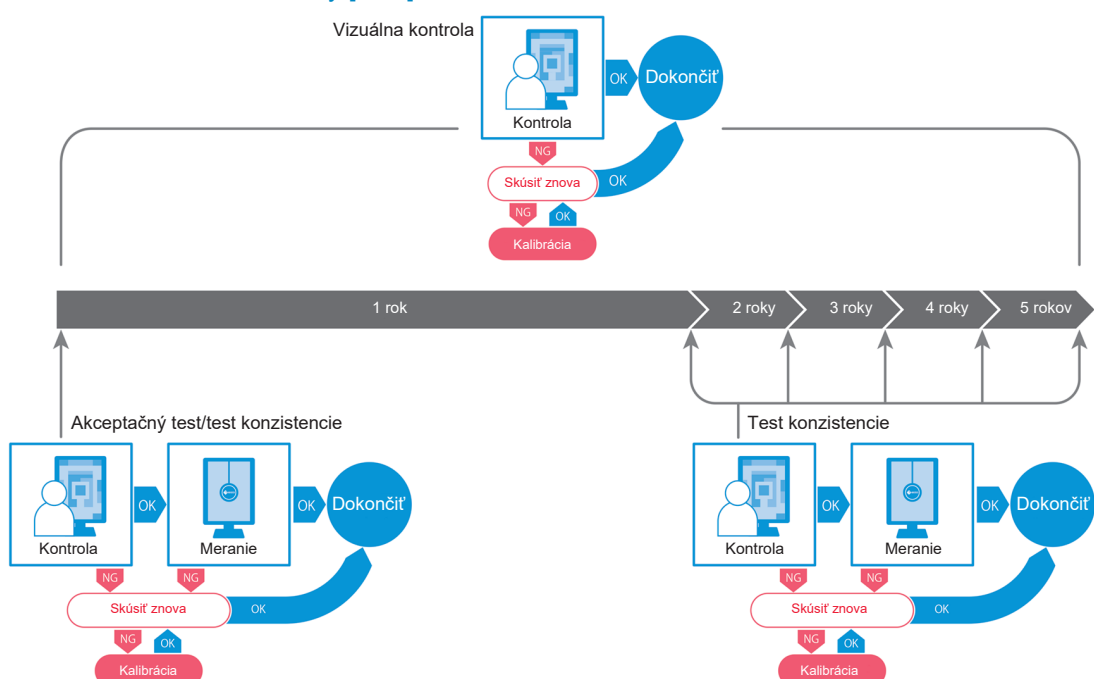 Vizuálna kontrola
Kontrola
OK
Dokončiť
NG
Skúsiť znova
OK
NG
OK
Kalibrácia
1 rok
2 roky
3 roky
4 roky
5 rokov
Akceptačný test/test konzistencie
Kontrola
OK
Meranie
OK
Dokončiť
NG
NG
Skúsiť znova
OK
NG
OK
Kalibrácia
Test konzistencie
Kontrola
OK
Meranie
OK
Dokončiť
NG
NG
Skúsiť znova
OK
NG
OK
Kalibrácia